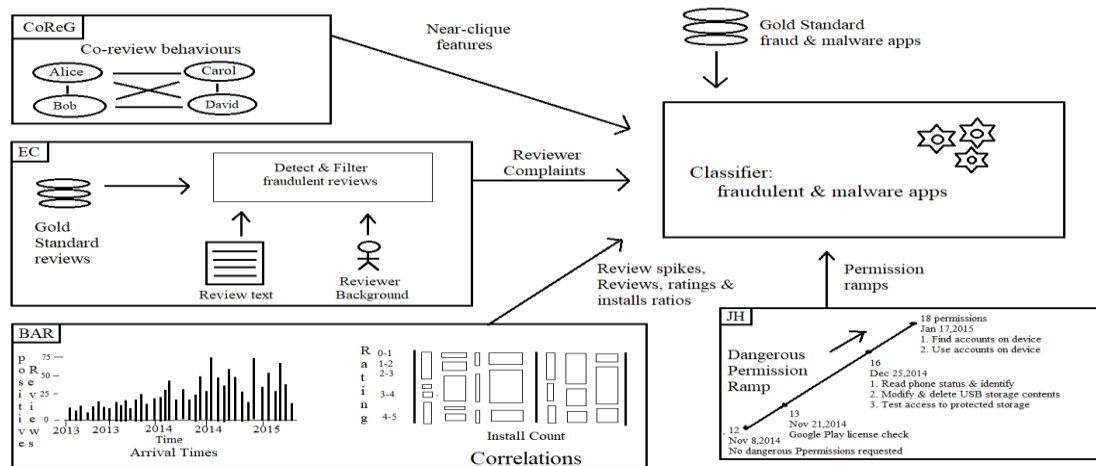 CoReG
Co-review behaviours
Alice
Carol
Bob
David
Near-clique
features
Gold Standard
fraud & malware apps
EC
Detect & Filter
fraudulent reviews
Gold
Standard
reviews
Review text
Reviewer
Background
Reviewer
Complaints
Classifier:
fraudulent & malware apps
Review spikes,
Reviews, ratings &
installs ratios
Permission
ramps
BAR
Positive
Reviews
75
50
25
0
2013
2013
2014
2014
2015
Time
Arrival Times
Rating
0-1
1-2
2-3
3-4
4-5
Install Count
Correlations
JH
Dangerous
Permission
Ramp
18 permissions
Jan 17,2015
1. Find accounts on device
2. Use accounts on device
16
Dec 25,2014
1. Read phone status & identify
2. Modify & delete USB storage contents
3. Test access to protected storage
13
Nov 21,2014
Google Play license check
12
Nov 8,2014
No dangerous Ppermissions requested